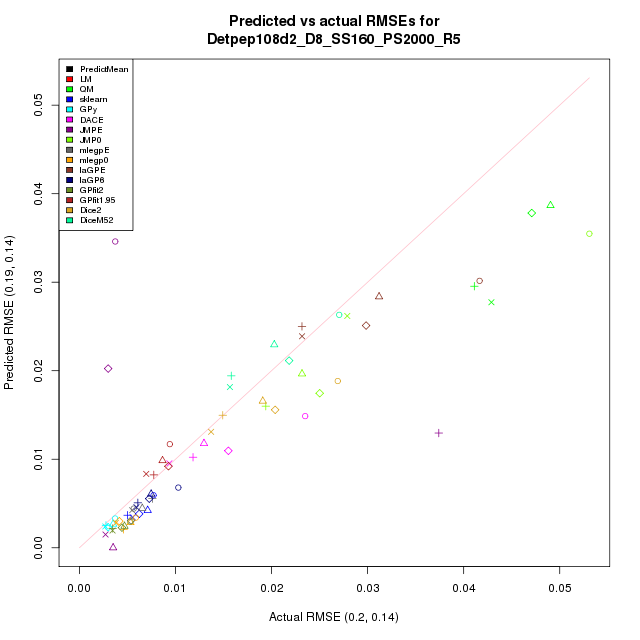 Predicted vs actual RMSEs for
Detpep108d2_D8_SS160_PS2000_R5
PredictMean
LM
QM
sklearn
GPy
DACE
JMPE
JMP0
mlegpE
mlegp0
laGPE
laGP6
GPfit2
GPfit1.95
Dice2
DiceM52
Predicted RMSE (0.19, 0.14)
0.05
0.04
0.03
0.02
0.01
0.00
0.00 0.01 0.02 0.03 0.04 0.05
Actual RMSE (0.2, 0.14)